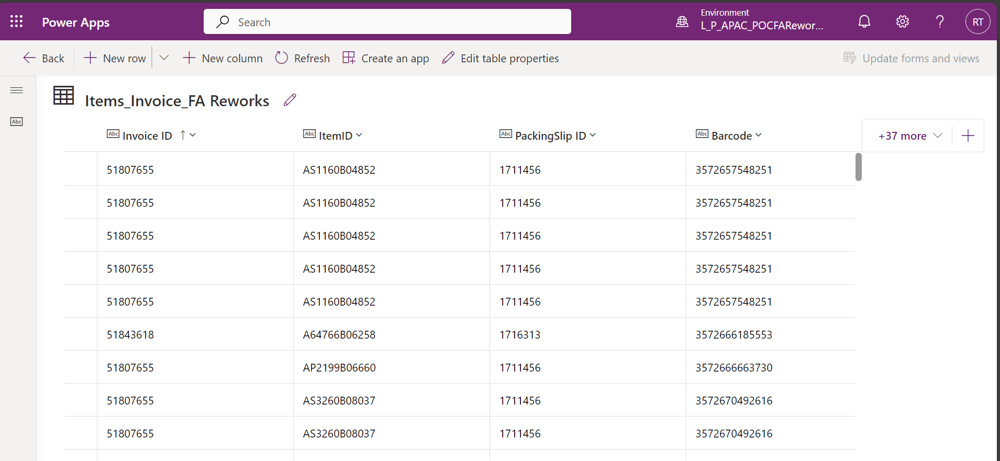 Power Apps
Search
Environment
L_P_APAC_POCFARewor...
RT
Back
New row
New column
Refresh
Create an app
Edit table properties
Update forms and views
Items_Invoice_FA Reworks
Abc
Abc Invoice ID ↑ Abc ItemID Abc PackingSlip ID Abc Barcode +37 more
51807655 AS1160B04852 1711456 3572657548251
51807655 AS1160B04852 1711456 3572657548251
51807655 AS1160B04852 1711456 3572657548251
51807655 AS1160B04852 1711456 3572657548251
51807655 AS1160B04852 1711456 3572657548251
51843618 A64766B06258 1716313 3572666185553
51807655 AP2199B06660 1711456 3572666663730
51807655 AS3260B08037 1711456 3572670492616
51807655 AS3260B08037 1711456 3572670492616